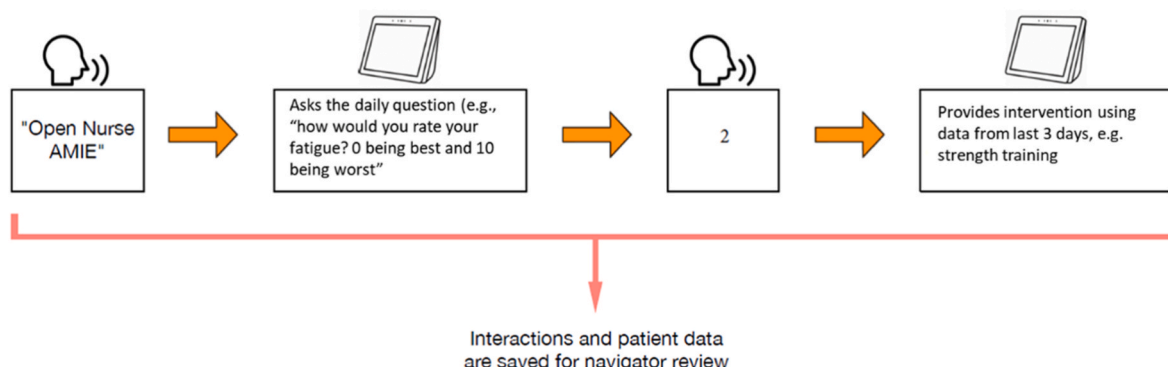 "Open Nurse
AMIE"
Asks the daily question (e.g.,
“how would you rate your
fatigue? 0 being best and 10
being worst”
2
Provides intervention using
data from last 3 days, e.g.
strength training
Interactions and patient data
are saved for navigator review